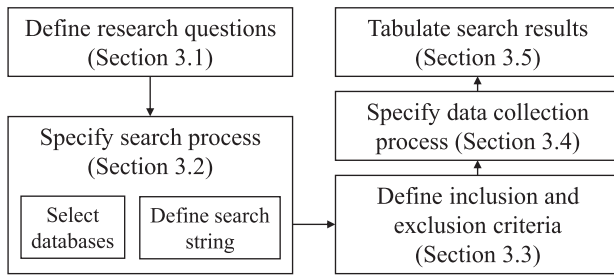 Define research questions
(Section 3.1)
Specify search process
(Section 3.2)
Select
databases
Define search
string
Define inclusion and
exclusion criteria
(Section 3.3)
Specify data collection
process (Section 3.4)
Tabulate search results
(Section 3.5)